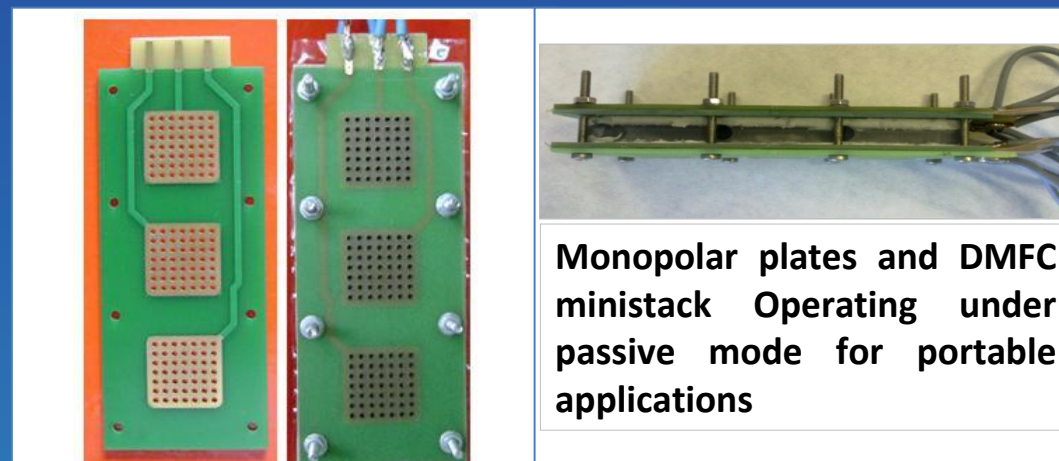 Monopolar plates and DMFC
ministack Operating under
passive mode for portable
applications